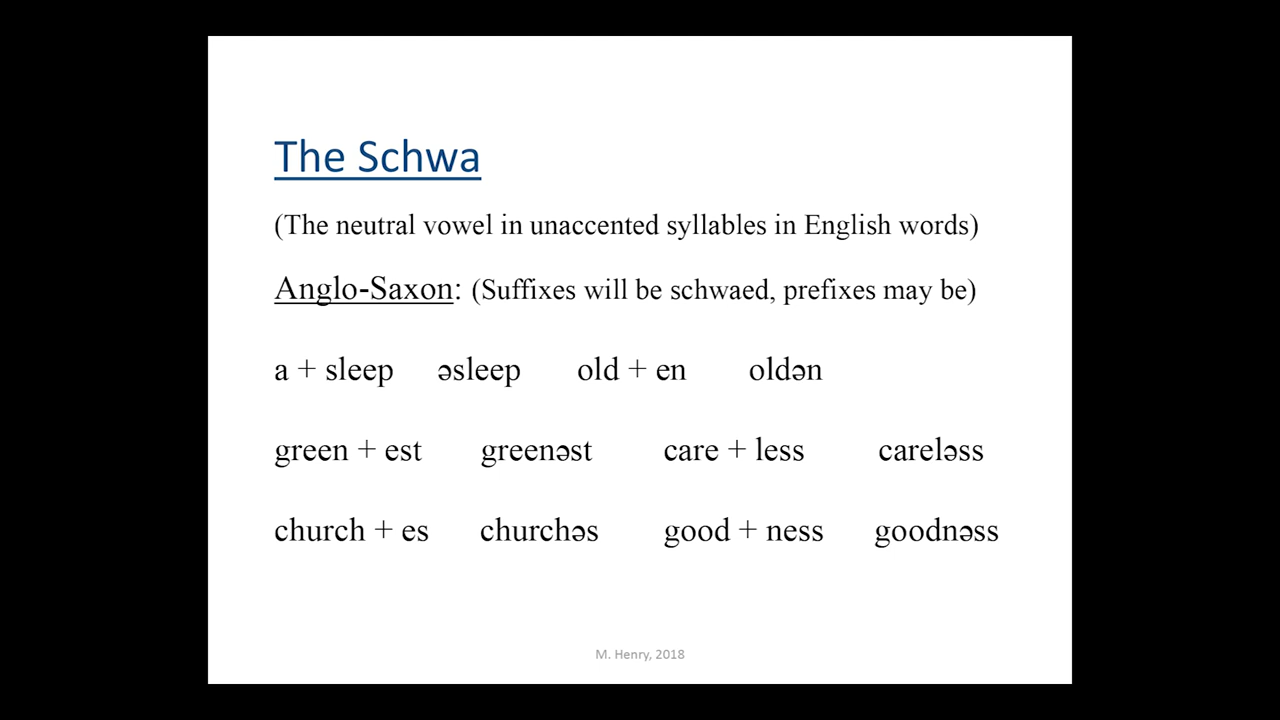 The Schwa
(The neutral vowel in unaccented syllables in English words)
Anglo-Saxon: (Suffixes will be schwaed, prefixes may be)
a + sleep əsleep old + en oldən
green + est greenəst care + less careləss
church + es churchəs good + ness goodnəss
M. Henry, 2018